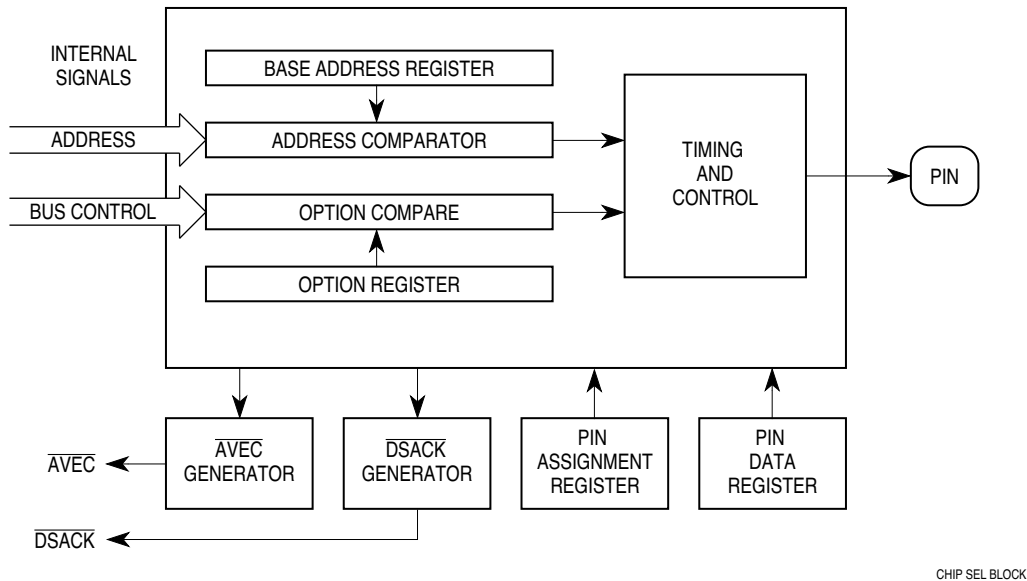 INTERNAL
SIGNALS
BASE ADDRESS REGISTER
ADDRESS
ADDRESS COMPARATOR
TIMING
AND
CONTROL
PIN
BUS CONTROL
OPTION COMPARE
OPTION REGISTER
AVEC
GENERATOR
DSACK
GENERATOR
PIN
ASSIGNMENT
REGISTER
PIN
DATA
REGISTER
AVEC
DSACK
CHIP SEL BLOCK